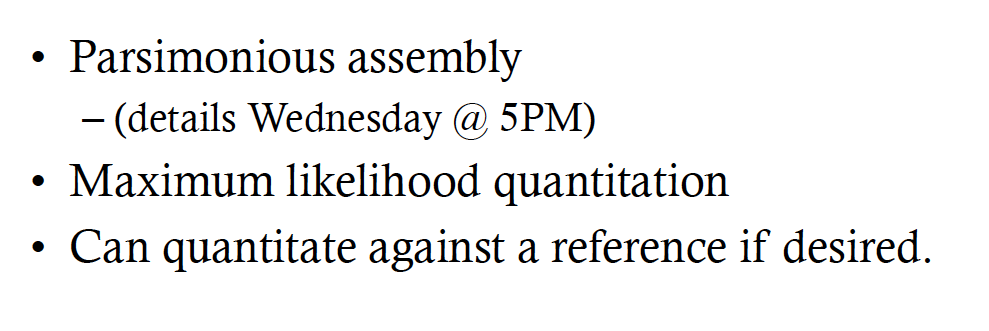 • Parsimonious assembly
– (details Wednesday @ 5PM)
• Maximum likelihood quantitation
• Can quantitate against a reference if desired.